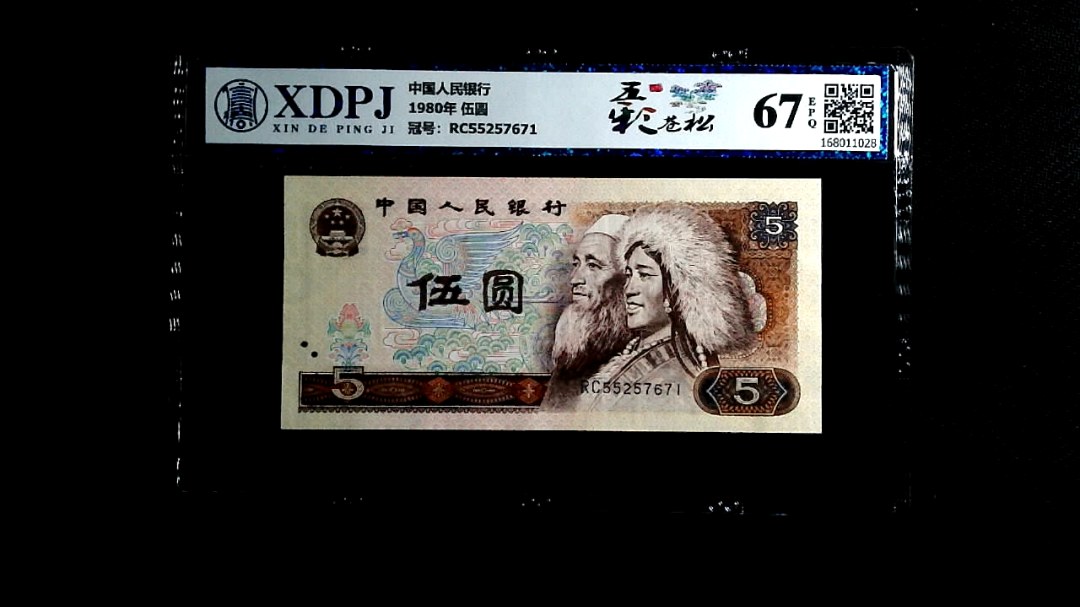 XDPJ
XIN DE PING JI
中国人民银行
1980年 伍圆
冠号: RC55257671
五彩苍松
67 EPQ
168011028
中国人民银行
5
伍圆
5
RC55257671
5